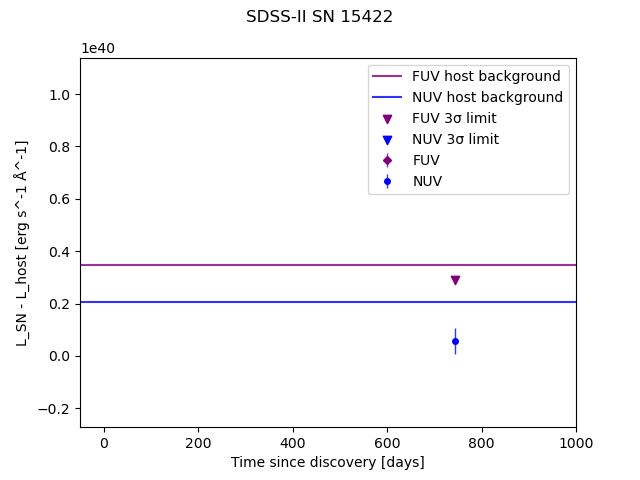 SDSS-II SN 15422
1e40
FUV host background
NUV host background
FUV 3σ limit
NUV 3σ limit
FUV
NUV
1.0
0.8
0.6
0.4
0.2
0.0
−0.2
L_SN - L_host [erg s^-1 Å^-1]
0
200
400
600
800
1000
Time since discovery [days]